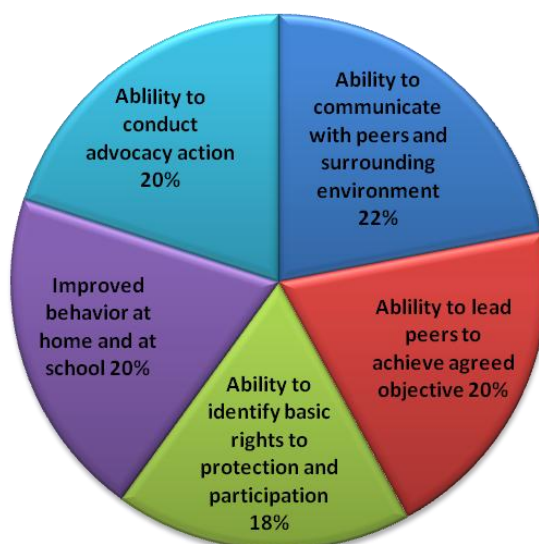 Ability to
communicate
with peers and
surrounding
environment
22%
Ablility to lead
peers to
achieve agreed
objective 20%
Ability to
identify basic
rights to
protection and
participation
18%
Improved
behavior at
home and at
school 20%
Ablility to
conduct
advocacy action
20%